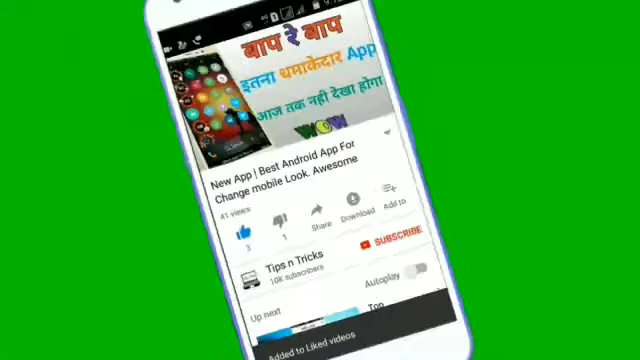 4G
बाप रे बाप
इतना धमाकेदार App
आज तक नही देखा होगा
WOW
New App | Best Android App For
Change mobile Look. Awesome
41 views
3
1
Share
Download
Add to
Tips n Tricks
10K subscribers
SUBSCRIBE
Autoplay
Up next
Top
Added to Liked videos